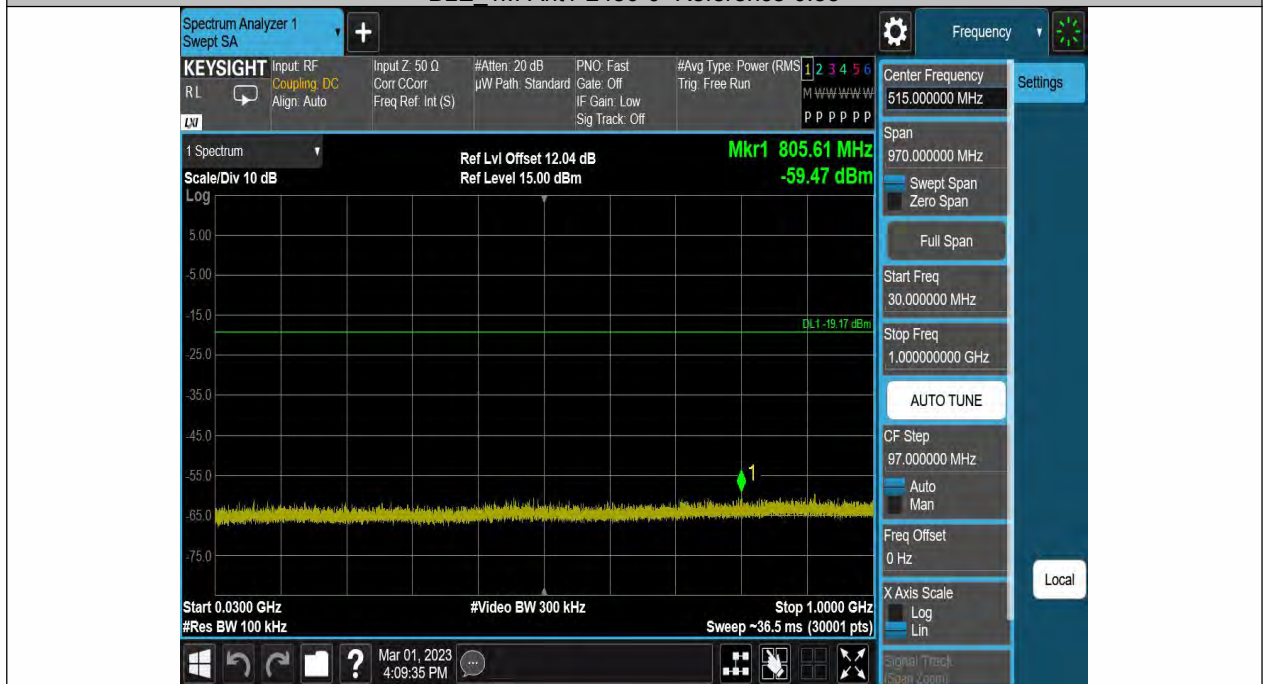 Spectrum Analyzer 1
Swept SA
Frequency
KEYSIGHT
RL
LXI
Input: RF
Coupling: DC
Align: Auto
Input Z: 50 Ω
Corr CCorr
Freq Ref: Int (S)
#Atten: 20 dB
µW Path: Standard
PNO: Fast
Gate: Off
IF Gain: Low
Sig Track: Off
#Avg Type: Power (RMS
Trig: Free Run
1 2 3 4 5 6
M W W W W W
P P P P P P
Center Frequency
515.000000 MHz
Settings
Span
970.000000 MHz
Swept Span
Zero Span
Full Span
Start Freq
30.000000 MHz
Stop Freq
1.000000000 GHz
AUTO TUNE
CF Step
97.000000 MHz
Auto
Man
Freq Offset
0 Hz
X Axis Scale
Log
Lin
Signal Track
(Span Zoom)
Local
1 Spectrum
Scale/Div 10 dB
Log
Ref Lvl Offset 12.04 dB
Ref Level 15.00 dBm
Mkr1 805.61 MHz
-59.47 dBm
5.00
-5.00
-15.0
DL1 -19.17 dBm
-25.0
-35.0
-45.0
-55.0
1
-65.0
-75.0
Start 0.0300 GHz
#Video BW 300 kHz
Stop 1.0000 GHz
#Res BW 100 kHz
Sweep ~36.5 ms (30001 pts)
?
Mar 01, 2023
4:09:35 PM